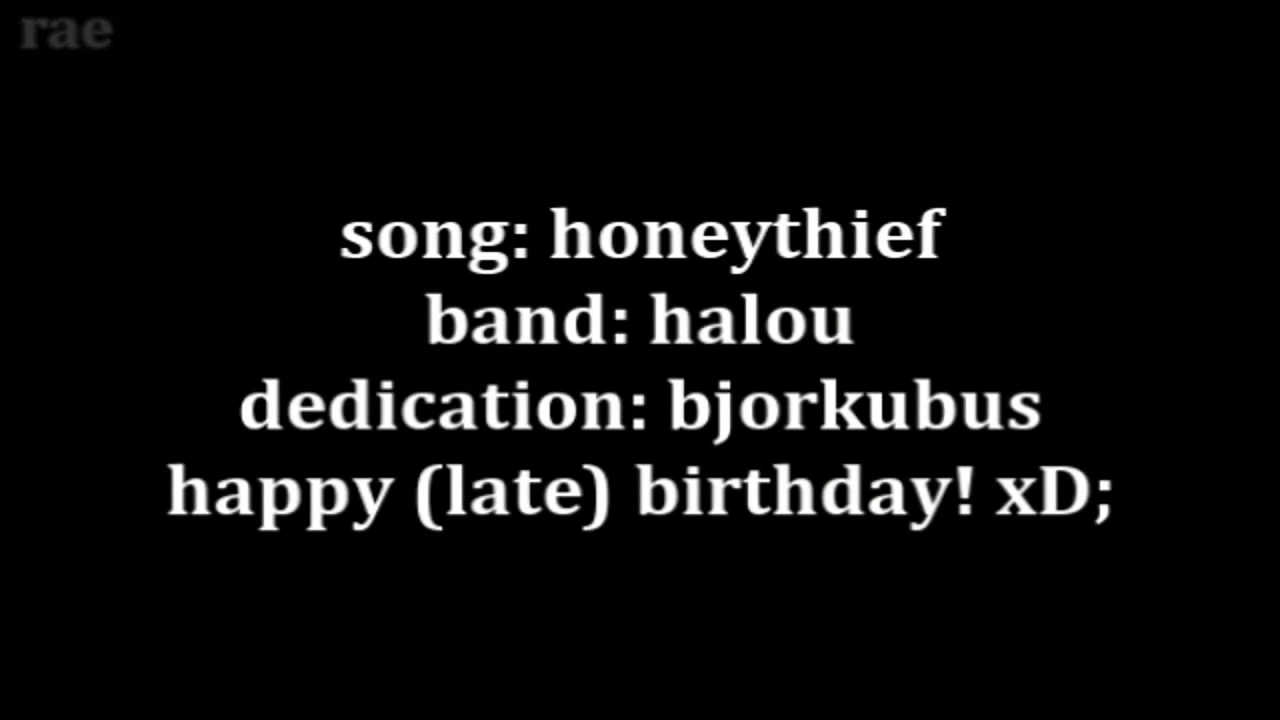 rae
song: honeythief
band: halou
dedication: bjorkubus
happy (late) birthday! xD;